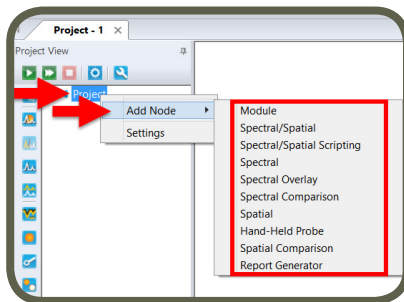 Project - 1 ×
Project View
Project
Add Node
Settings
Module
Spectral/Spatial
Spectral/Spatial Scripting
Spectral
Spectral Overlay
Spectral Comparison
Spatial
Hand-Held Probe
Spatial Comparison
Report Generator